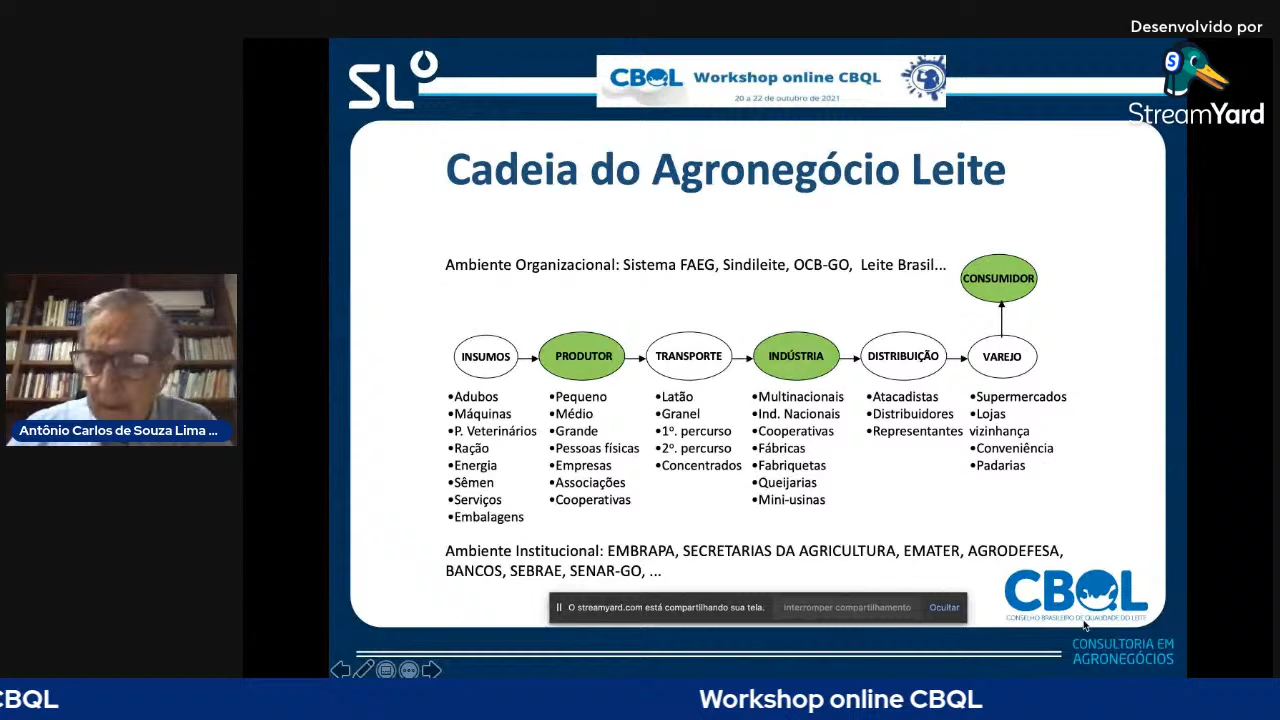 Desenvolvido por
StreamYard
SL
CBQL Workshop online CBQL
20 a 22 de outubro de 2021
Cadeia do Agronegócio Leite
Ambiente Organizacional: Sistema FAEG, Sindileite, OCB-GO, Leite Brasil...
CONSUMIDOR
INSUMOS
PRODUTOR
TRANSPORTE
INDÚSTRIA
DISTRIBUIÇÃO
VAREJO
•Adubos
•Máquinas
•P. Veterinários
•Ração
•Energia
•Sêmen
•Serviços
•Embalagens
•Pequeno
•Médio
•Grande
•Pessoas físicas
•Empresas
•Associações
•Cooperativas
•Latão
•Granel
•1º. percurso
•2º. percurso
•Concentrados
•Multinacionais
•Ind. Nacionais
•Cooperativas
•Fábricas
•Fabriquetas
•Queijarias
•Mini-usinas
•Atacadistas
•Distribuidores
•Representantes
•Supermercados
•Lojas
vizinhança
•Conveniência
•Padarias
Antônio Carlos de Souza Lima ...
Ambiente Institucional: EMBRAPA, SECRETARIAS DA AGRICULTURA, EMATER, AGRODEFESA,
BANCOS, SEBRAE, SENAR-GO, ...
CBQL
CONSELHO BRASILEIRO DE QUALIDADE DO LEITE
O streamyard.com está compartilhando sua tela. Interromper compartilhamento Ocultar
CONSULTORIA EM
AGRONEGÓCIOS
CBQL Workshop online CBQL